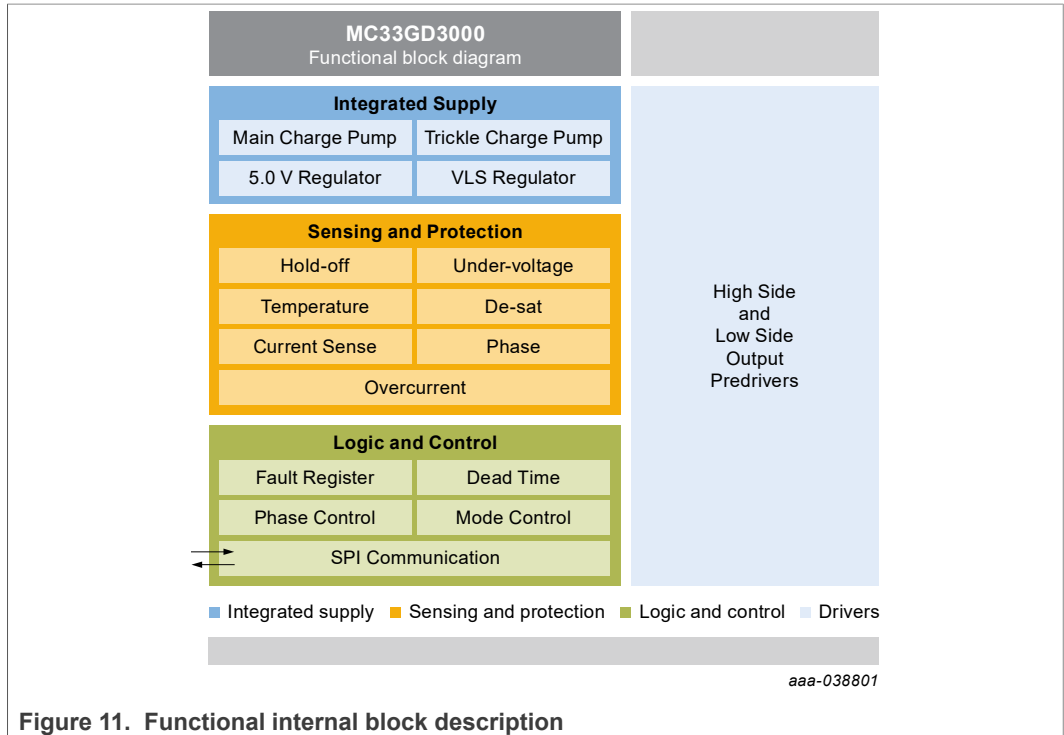 MC33GD3000
Functional block diagram
Integrated Supply
Main Charge Pump
Trickle Charge Pump
5.0 V Regulator
VLS Regulator
Sensing and Protection
Hold-off
Under-voltage
Temperature
De-sat
Current Sense
Phase
Overcurrent
Logic and Control
Fault Register
Dead Time
Phase Control
Mode Control
SPI Communication
High Side
and
Low Side
Output
Predrivers
Integrated supply
Sensing and protection
Logic and control
Drivers
aaa-038801
Figure 11. Functional internal block description